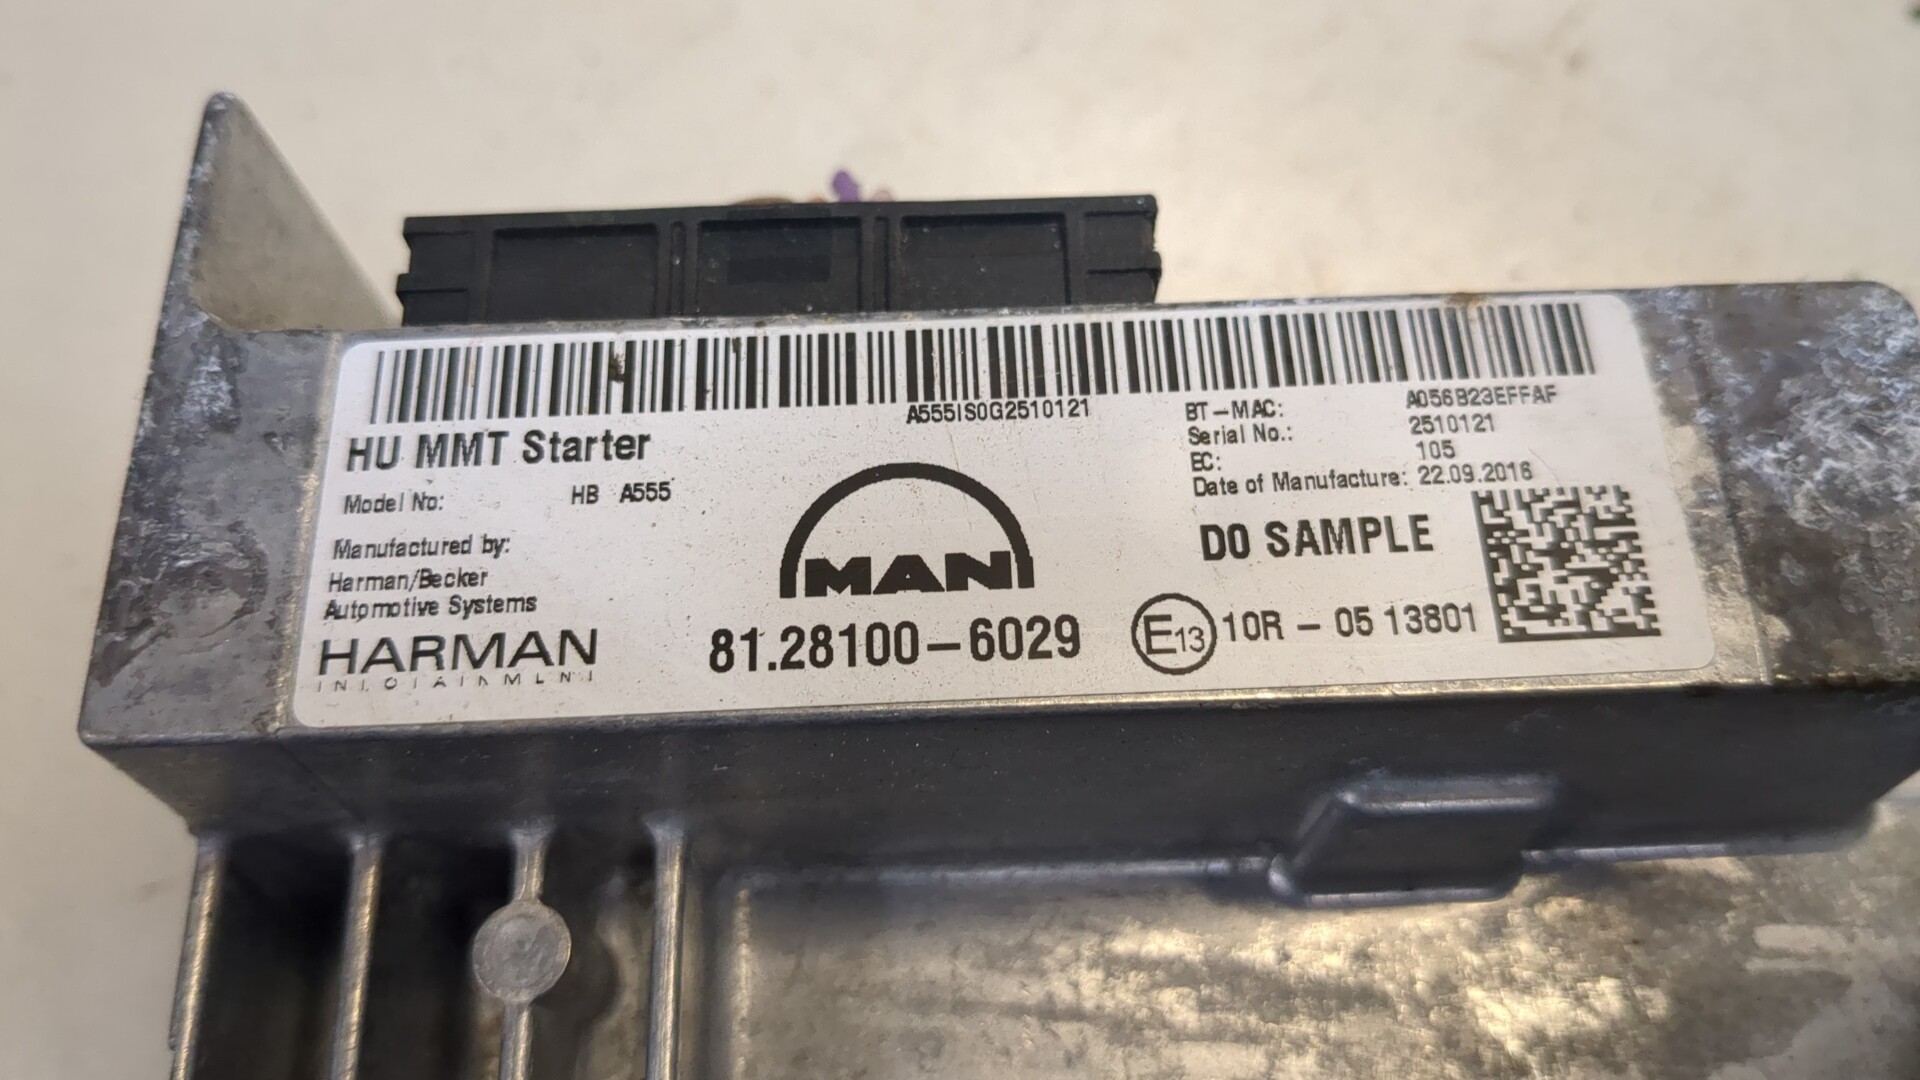 A555IS0G2510121
HU MMT Starter
Model No: HB A555
Manufactured by:
Harman/Becker
Automotive Systems
HARMAN
MAN
81.28100-6029
BT-MAC: A056B23EFFAF
Serial No.: 2510121
EC: 105
Date of Manufacture: 22.09.2016
D0 SAMPLE
E13 10R - 05 13801